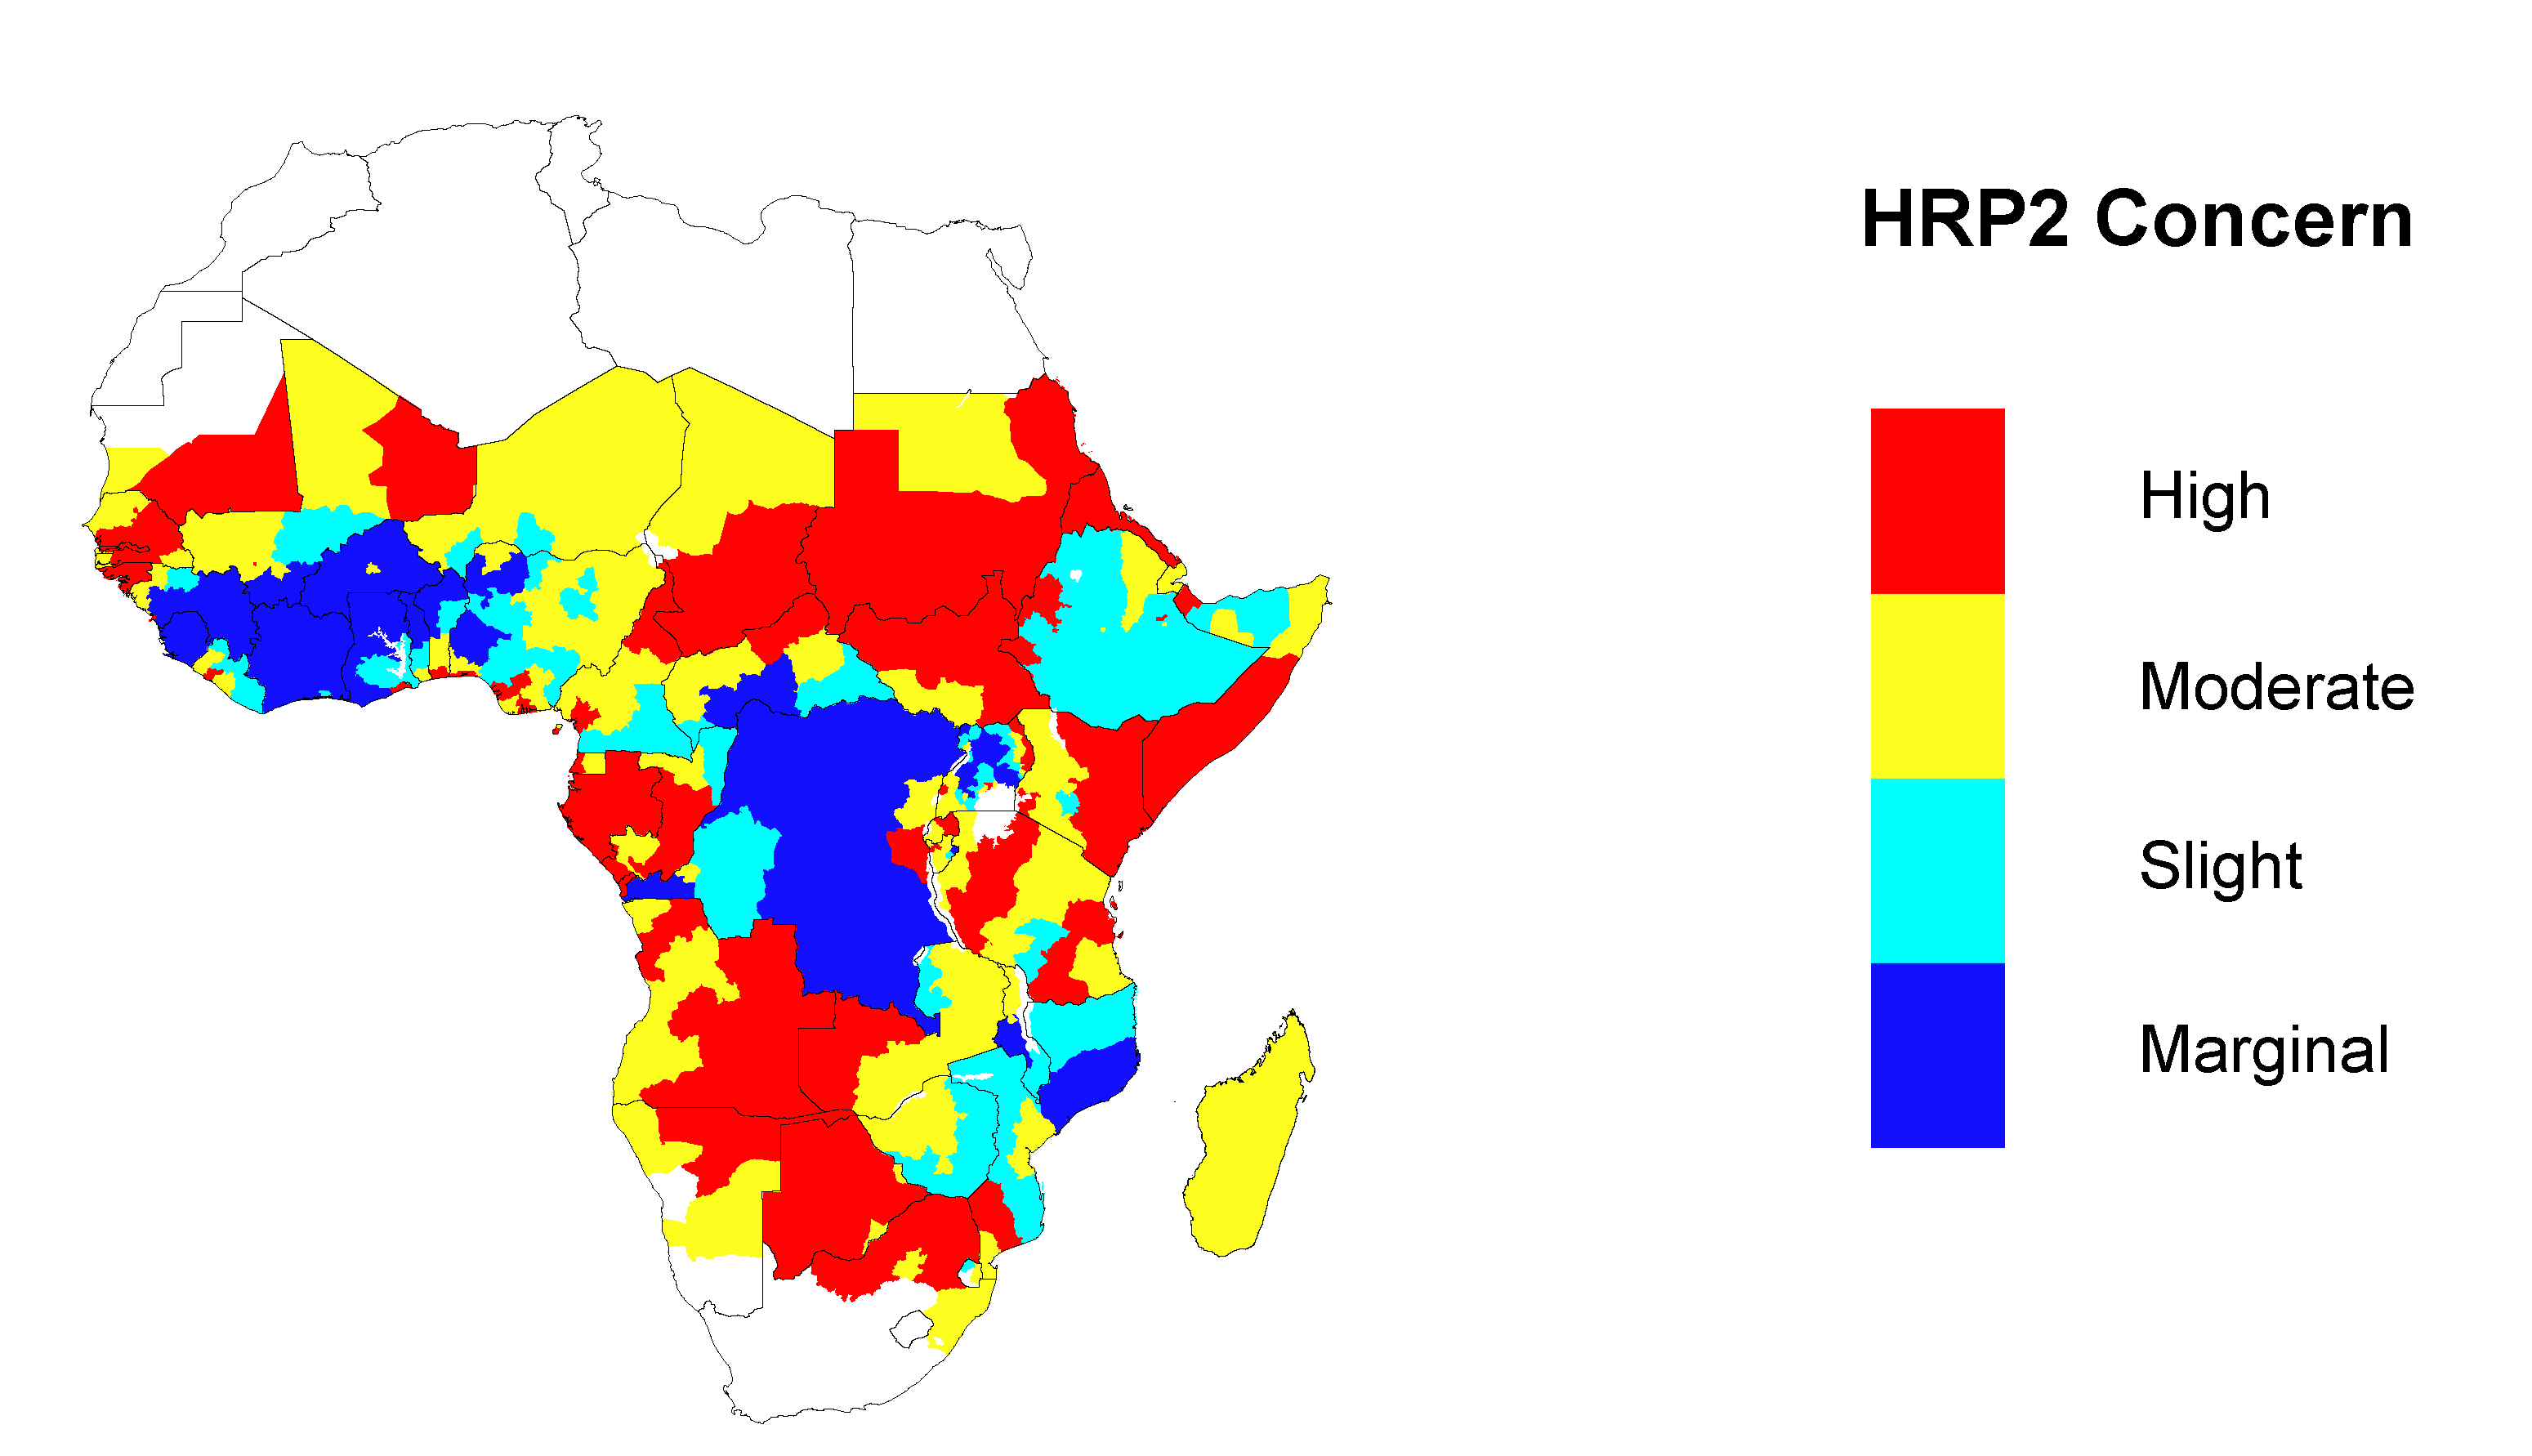 HRP2 Concern
High
Moderate
Slight
Marginal